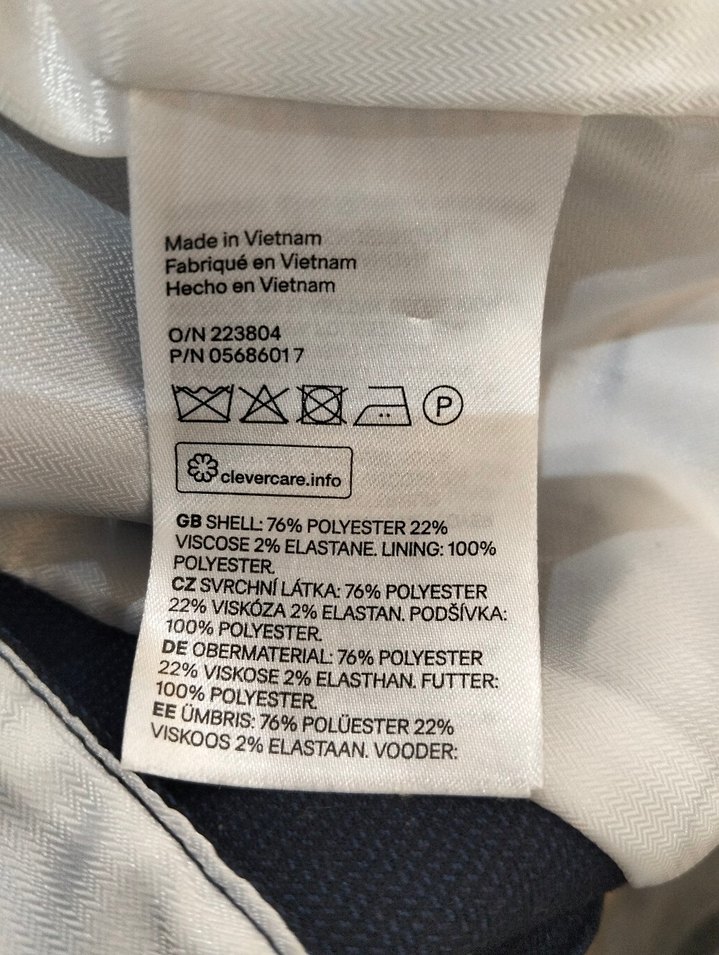 Made in Vietnam
Fabriqué en Vietnam
Hecho en Vietnam
O/N 223804
P/N 05686017
P
clevercare.info
GB SHELL: 76% POLYESTER 22%
VISCOSE 2% ELASTANE. LINING: 100%
POLYESTER.
CZ SVRCHNÍ LÁTKA: 76% POLYESTER
22% VISKÓZA 2% ELASTAN. PODŠÍVKA:
100% POLYESTER.
DE OBERMATERIAL: 76% POLYESTER
22% VISKOSE 2% ELASTHAN. FUTTER:
100% POLYESTER.
EE ÜMBRIS: 76% POLÜESTER 22%
VISKOOS 2% ELASTAAN. VOODER: